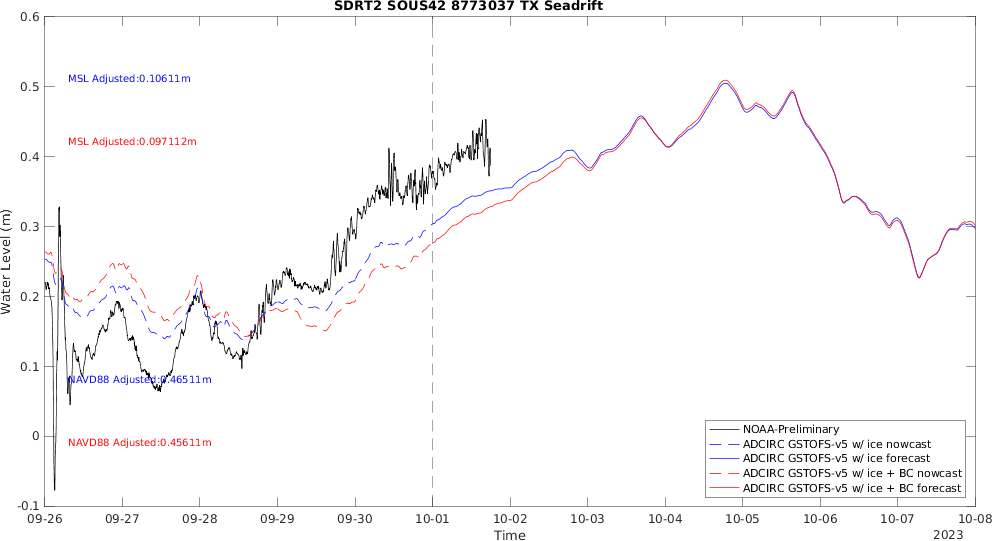 SDRT2 SOUS42 8773037 TX Seadrift
0.6
0.5
0.4
0.3
0.2
0.1
0
-0.1
Water Level (m)
MSL Adjusted:0.10611m
MSL Adjusted:0.097112m
NAVD88 Adjusted:0.46511m
NAVD88 Adjusted:0.45611m
NOAA-Preliminary
ADCIRC GSTOFS-v5 w/ ice nowcast
ADCIRC GSTOFS-v5 w/ ice forecast
ADCIRC GSTOFS-v5 w/ ice + BC nowcast
ADCIRC GSTOFS-v5 w/ ice + BC forecast
09-26 09-27 09-28 09-29 09-30 10-01 10-02 10-03 10-04 10-05 10-06 10-07 10-08
Time
2023